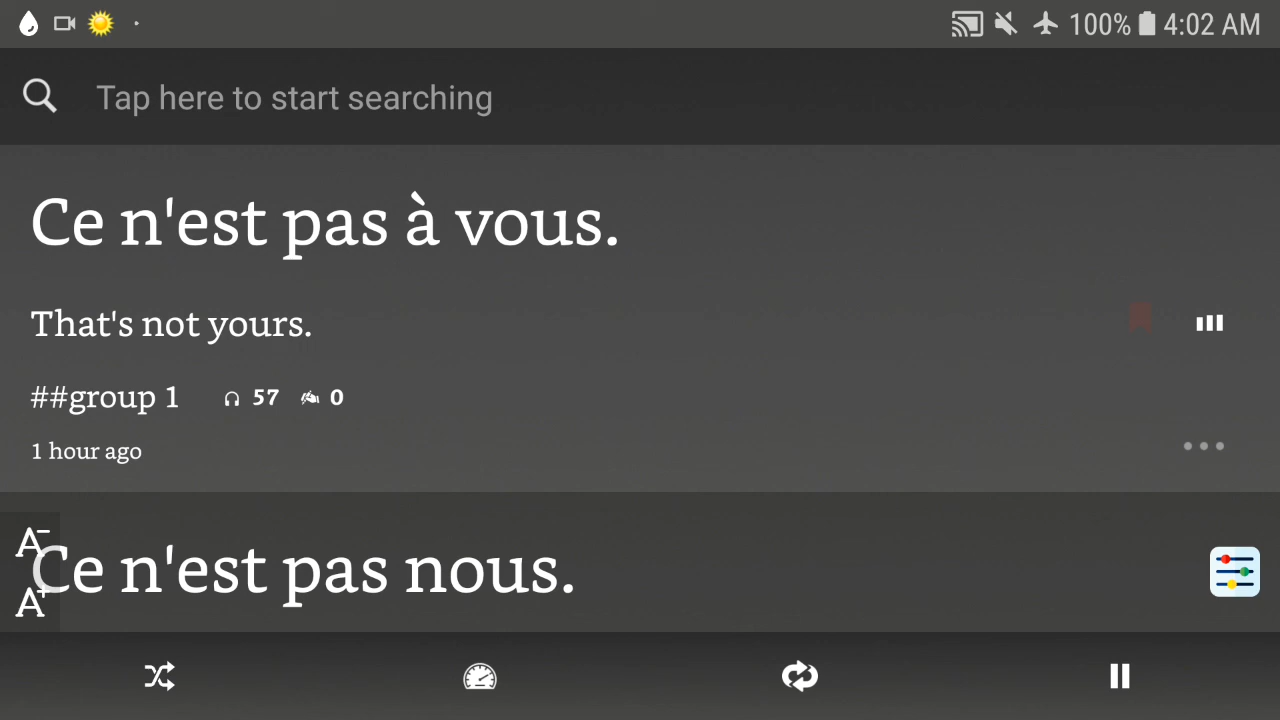 100% 4:02 AM
Tap here to start searching
Ce n'est pas à vous.
That's not yours.
##group 1 57 0
1 hour ago
A-
Ce n'est pas nous.
A+